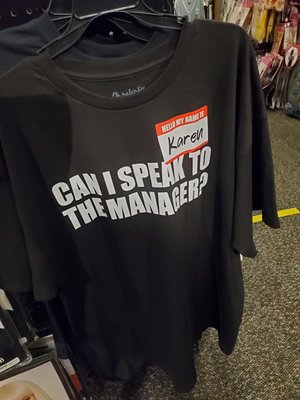 HELLO MY NAME IS
Karen
CAN I SPEAK TO
THE MANAGER?